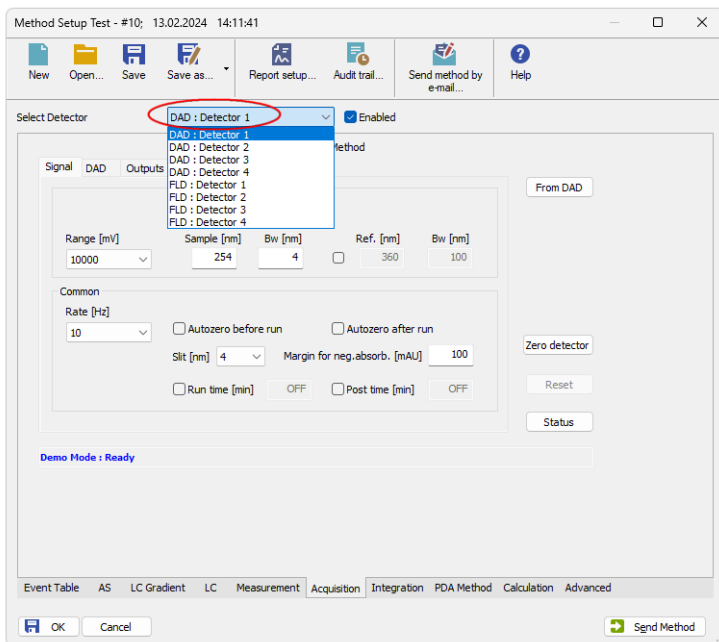 Method Setup Test - #10; 13.02.2024 14:11:41
New Open... Save Save as... Report setup... Audit trail... Send method by e-mail... Help
Select Detector DAD : Detector 1 Enabled
DAD : Detector 1
DAD : Detector 2
DAD : Detector 3
DAD : Detector 4
FLD : Detector 1
FLD : Detector 2
FLD : Detector 3
FLD : Detector 4
Method
Signal DAD Outputs
From DAD
Range [mV] Sample [nm] Bw [nm] Ref. [nm] Bw [nm]
10000 254 4 360 100
Common
Rate [Hz]
10 Autozero before run Autozero after run
Zero detector
Slit [nm] 4 Margin for neg.absorb. [mAU] 100
Run time [min] OFF Post time [min] OFF
Reset
Status
Demo Mode : Ready
Event Table AS LC Gradient LC Measurement Acquisition Integration PDA Method Calculation Advanced
OK Cancel Send Method